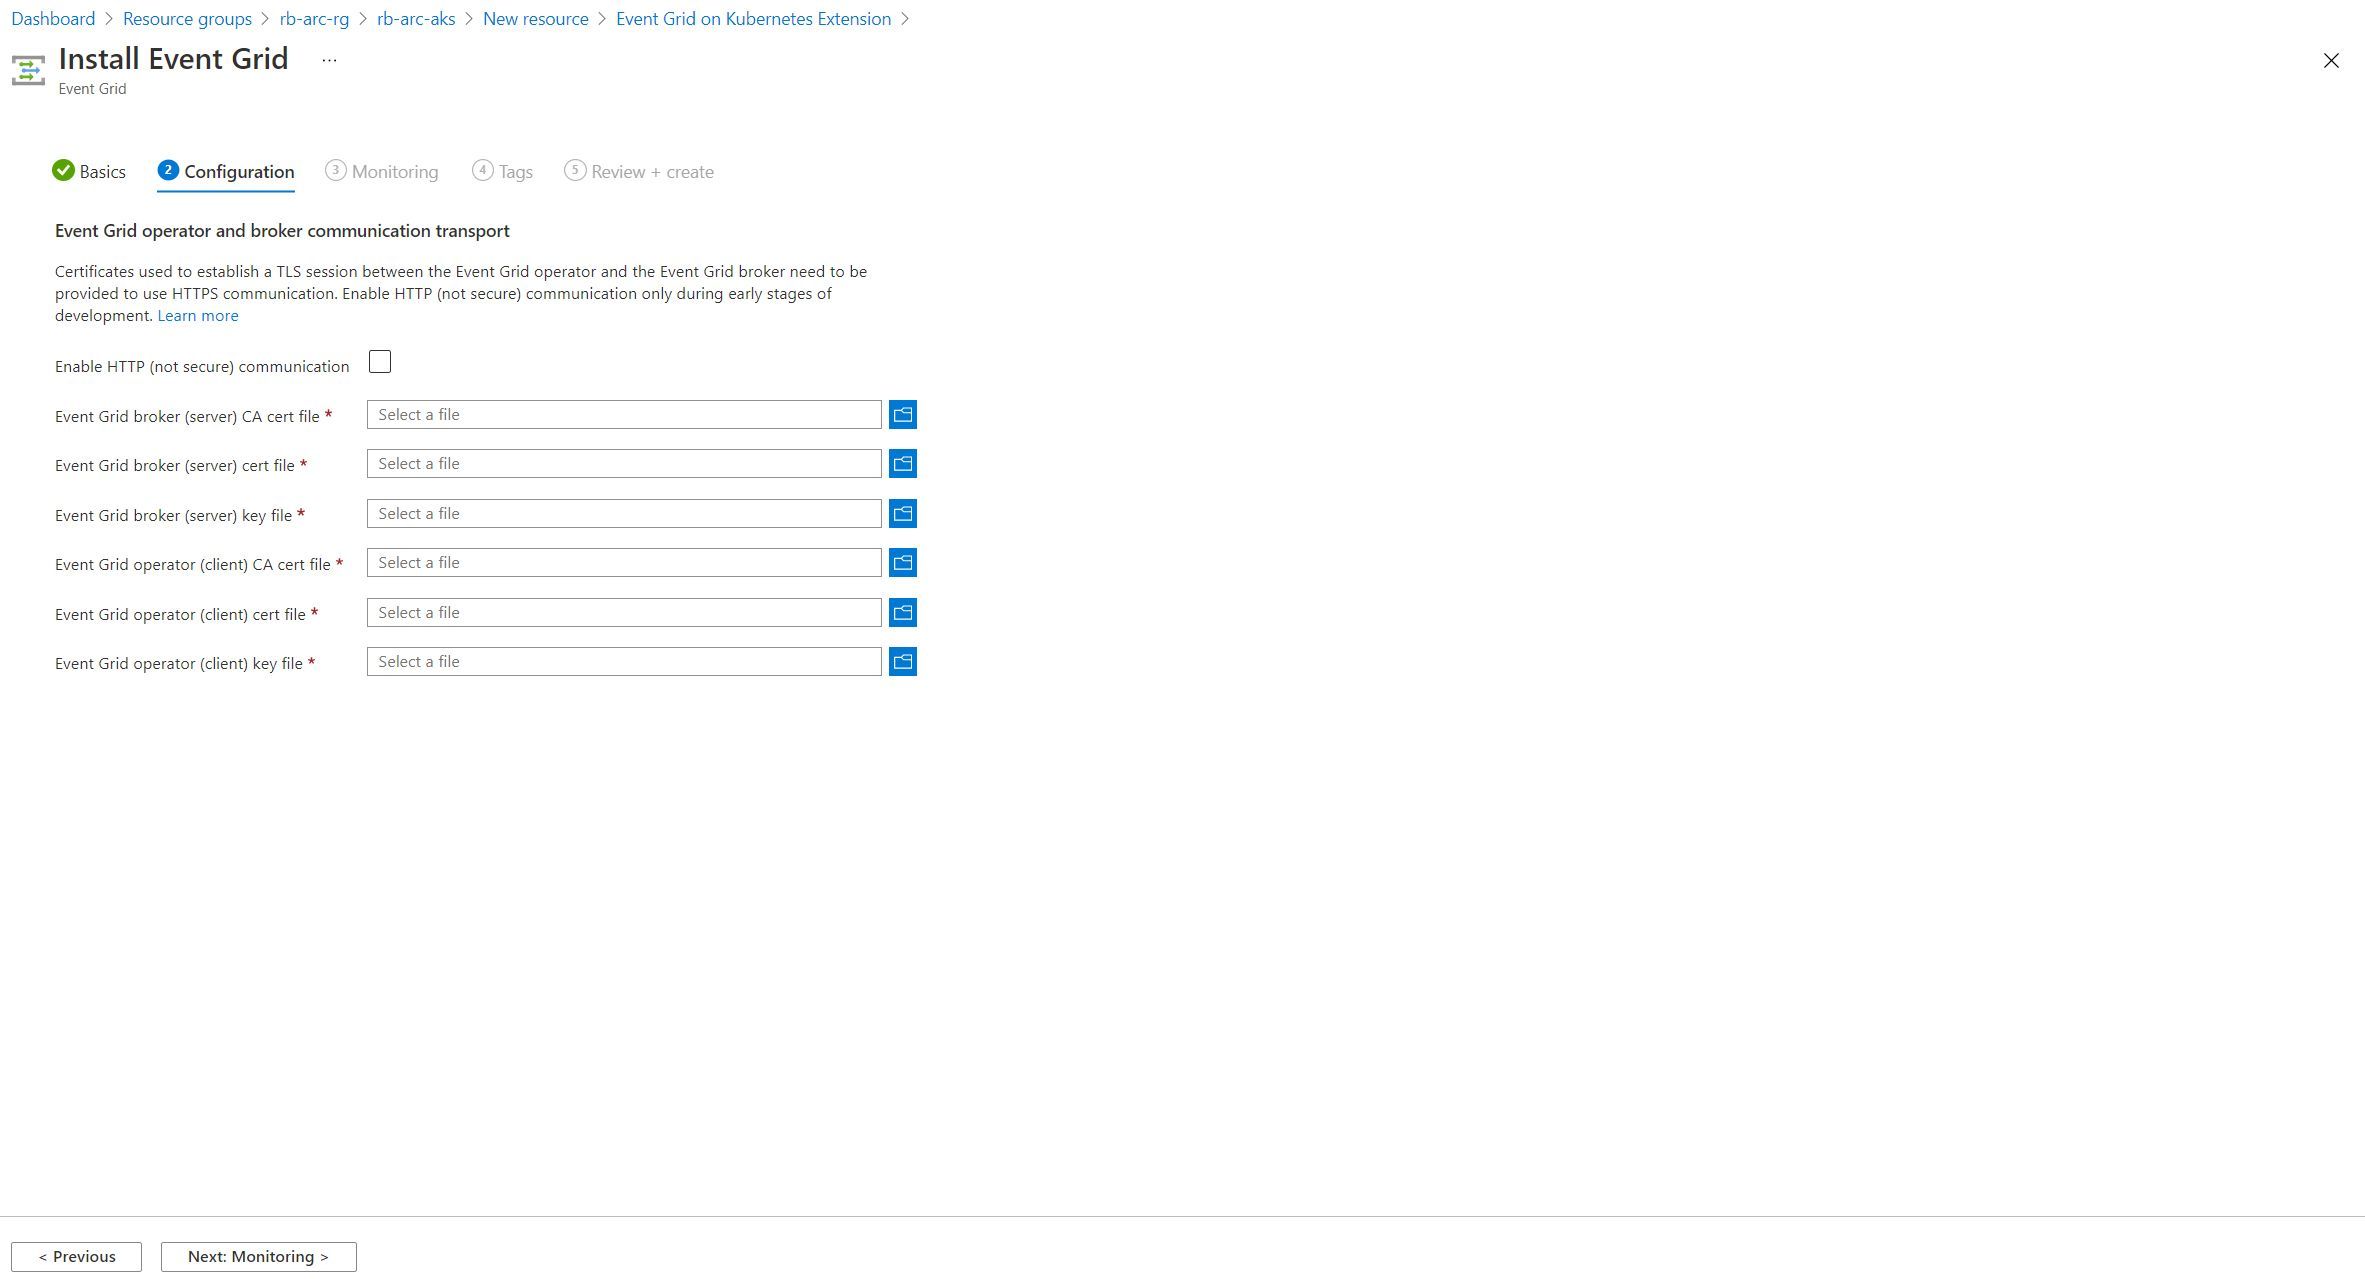 Dashboard > Resource groups > rb-arc-rg > rb-arc-aks > New resource > Event Grid on Kubernetes Extension >
Install Event Grid ...
Event Grid
Basics 2 Configuration 3 Monitoring 4 Tags 5 Review + create
Event Grid operator and broker communication transport
Certificates used to establish a TLS session between the Event Grid operator and the Event Grid broker need to be
provided to use HTTPS communication. Enable HTTP (not secure) communication only during early stages of
development. Learn more
Enable HTTP (not secure) communication
Event Grid broker (server) CA cert file * Select a file
Event Grid broker (server) cert file * Select a file
Event Grid broker (server) key file * Select a file
Event Grid operator (client) CA cert file * Select a file
Event Grid operator (client) cert file * Select a file
Event Grid operator (client) key file * Select a file
< Previous Next: Monitoring >